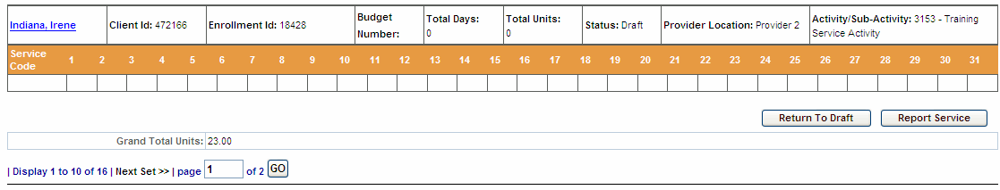 Indiana, Irene Client Id: 472166 Enrollment Id: 18428 Budget Number: Total Days: 0 Total Units: 0 Status: Draft Provider Location: Provider 2 Activity/Sub-Activity: 3153 - Training Service Activity
Service Code 1 2 3 4 5 6 7 8 9 10 11 12 13 14 15 16 17 18 19 20 21 22 23 24 25 26 27 28 29 30 31
Return To Draft Report Service
Grand Total Units: 23.00
| Display 1 to 10 of 16 | Next Set >> | page 1 of 2 GO